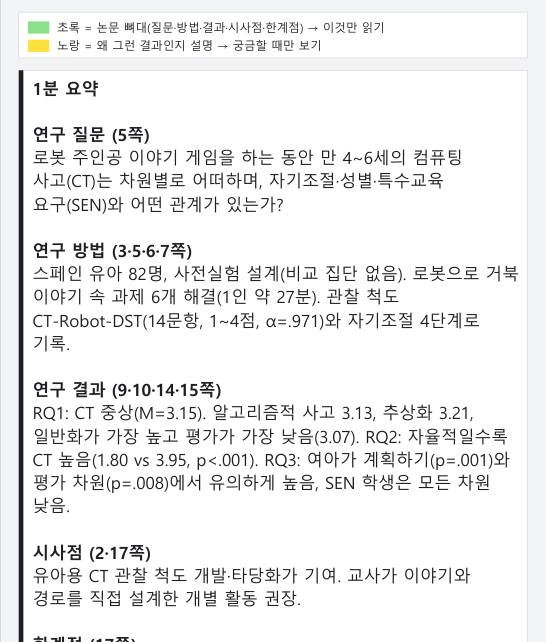 초록 = 논문 뼈대(질문·방법·결과·시사점·한계점) → 이것만 읽기
노랑 = 왜 그런 결과인지 설명 → 궁금할 때만 보기
1분 요약
연구 질문 (5쪽)
로봇 주인공 이야기 게임을 하는 동안 만 4~6세의 컴퓨팅
사고(CT)는 차원별로 어떠하며, 자기조절·성별·특수교육
요구(SEN)와 어떤 관계가 있는가?
연구 방법 (3·5·6·7쪽)
스페인 유아 82명, 사전실험 설계(비교 집단 없음). 로봇으로 거북
이야기 속 과제 6개 해결(1인 약 27분). 관찰 척도
CT-Robot-DST(14문항, 1~4점, α=.971)와 자기조절 4단계로
기록.
연구 결과 (9·10·14·15쪽)
RQ1: CT 중상(M=3.15). 알고리즘적 사고 3.13, 추상화 3.21,
일반화가 가장 높고 평가가 가장 낮음(3.07). RQ2: 자율적일수록
CT 높음(1.80 vs 3.95, p<.001). RQ3: 여아가 계획하기(p=.001)와
평가 차원(p=.008)에서 유의하게 높음, SEN 학생은 모든 차원
낮음.
시사점 (2·17쪽)
유아용 CT 관찰 척도 개발·타당화가 기여. 교사가 이야기와
경로를 직접 설계한 개별 활동 권장.
한계점 (17쪽)